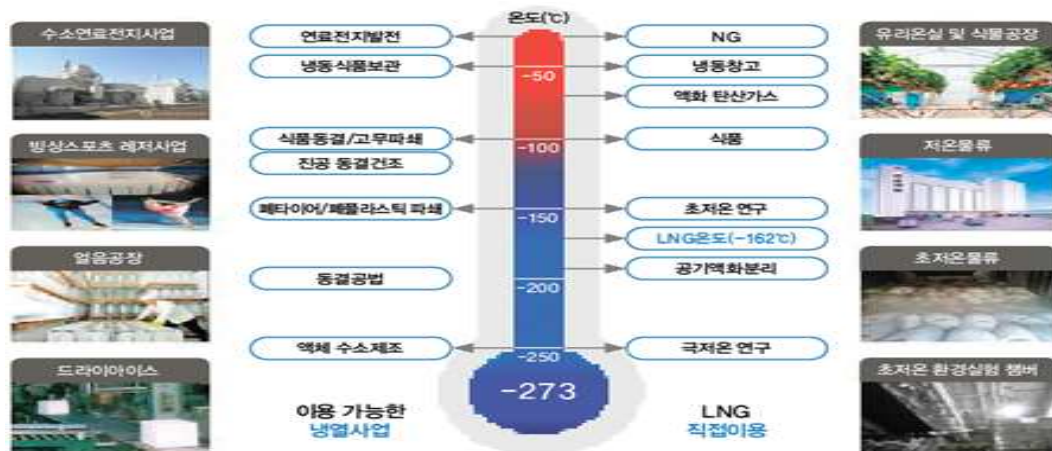 온도(℃)
수소연료전지사업
연료전지발전
NG
유리온실 및 식물공장
냉동식품보관
-50
냉동창고
액화 탄산가스
빙상스포츠 레저사업
식품동결/고무파쇄
-100
식품
저온물류
진공 동결건조
폐타이어/폐플라스틱 파쇄
-150
초저온 연구
LNG온도(-162℃)
얼음공장
동결공법
-200
공기액화분리
초저온물류
액체 수소제조
-250
극저온 연구
드라이아이스
-273
초저온 환경실험 챔버
이용 가능한
냉열사업
LNG
직접이용